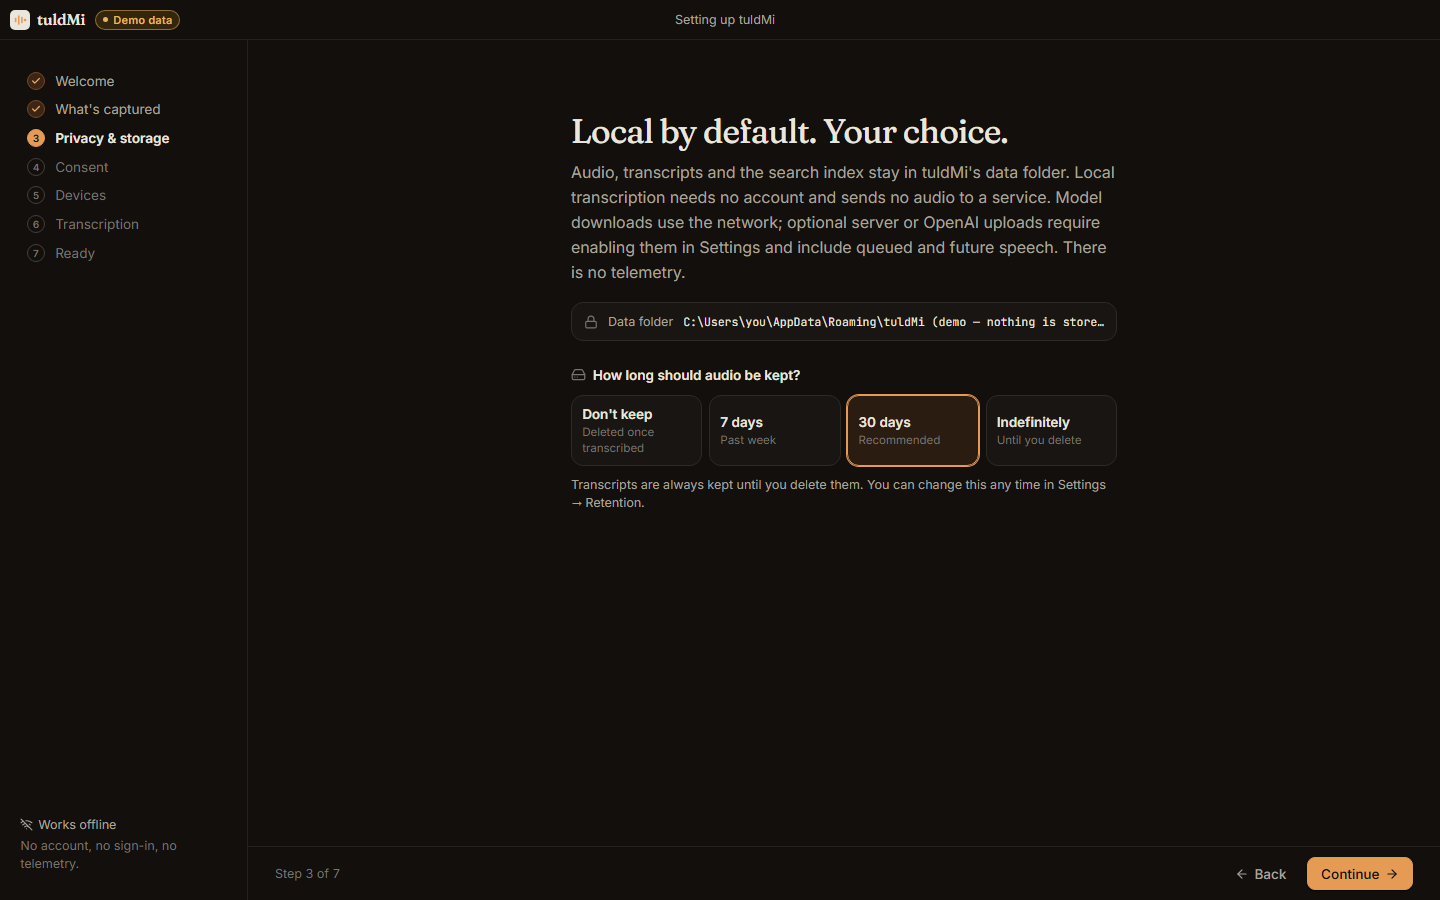 tuldMi
Demo data
Setting up tuldMi
Welcome
What's captured
3 Privacy & storage
4 Consent
5 Devices
6 Transcription
7 Ready
Local by default. Your choice.
Audio, transcripts and the search index stay in tuldMi's data folder. Local
transcription needs no account and sends no audio to a service. Model
downloads use the network; optional server or OpenAI uploads require
enabling them in Settings and include queued and future speech. There
is no telemetry.
Data folder C:\Users\you\AppData\Roaming\tuldMi (demo — nothing is store…
How long should audio be kept?
Don't keep
Deleted once
transcribed
7 days
Past week
30 days
Recommended
Indefinitely
Until you delete
Transcripts are always kept until you delete them. You can change this any time in Settings
→ Retention.
Works offline
No account, no sign-in, no
telemetry.
Step 3 of 7
← Back
Continue →